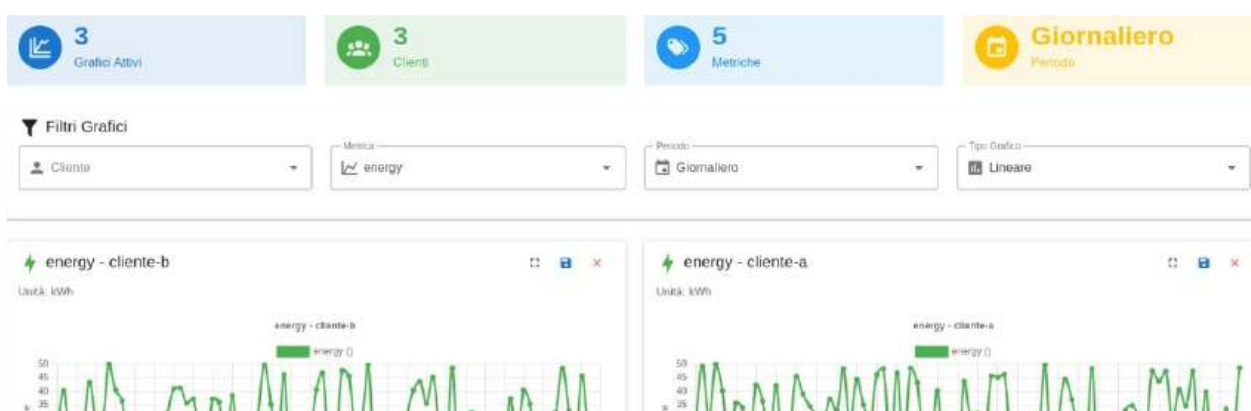 3
Grafici Attivi
3
Clienti
5
Metriche
Giornaliero
Periodo
Filtri Grafici
Cliente
Metrica
energy
Periodo
Giornaliero
Tipo Grafico
Lineare
energy - cliente-b
Unità: kWh
energy - cliente-b
energy ()
50
45
40
35
energy - cliente-a
Unità: kWh
energy - cliente-a
energy ()
50
45
40
35